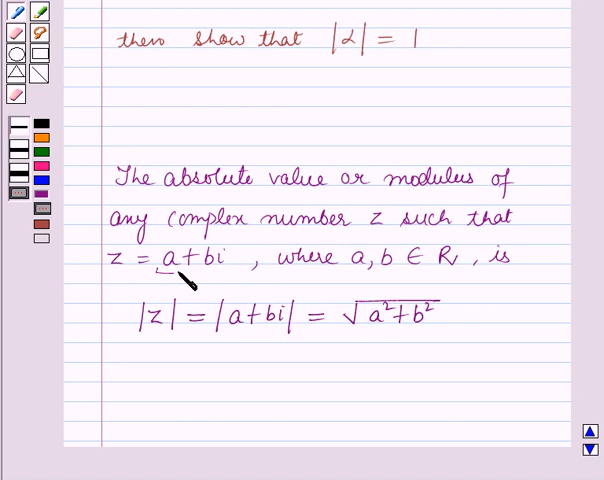 then show that |α| = 1
The absolute value or modulus of
any complex number z such that
z = a + bi , where a, b ∈ R, is
|z| = |a+bi| = √a²+b²